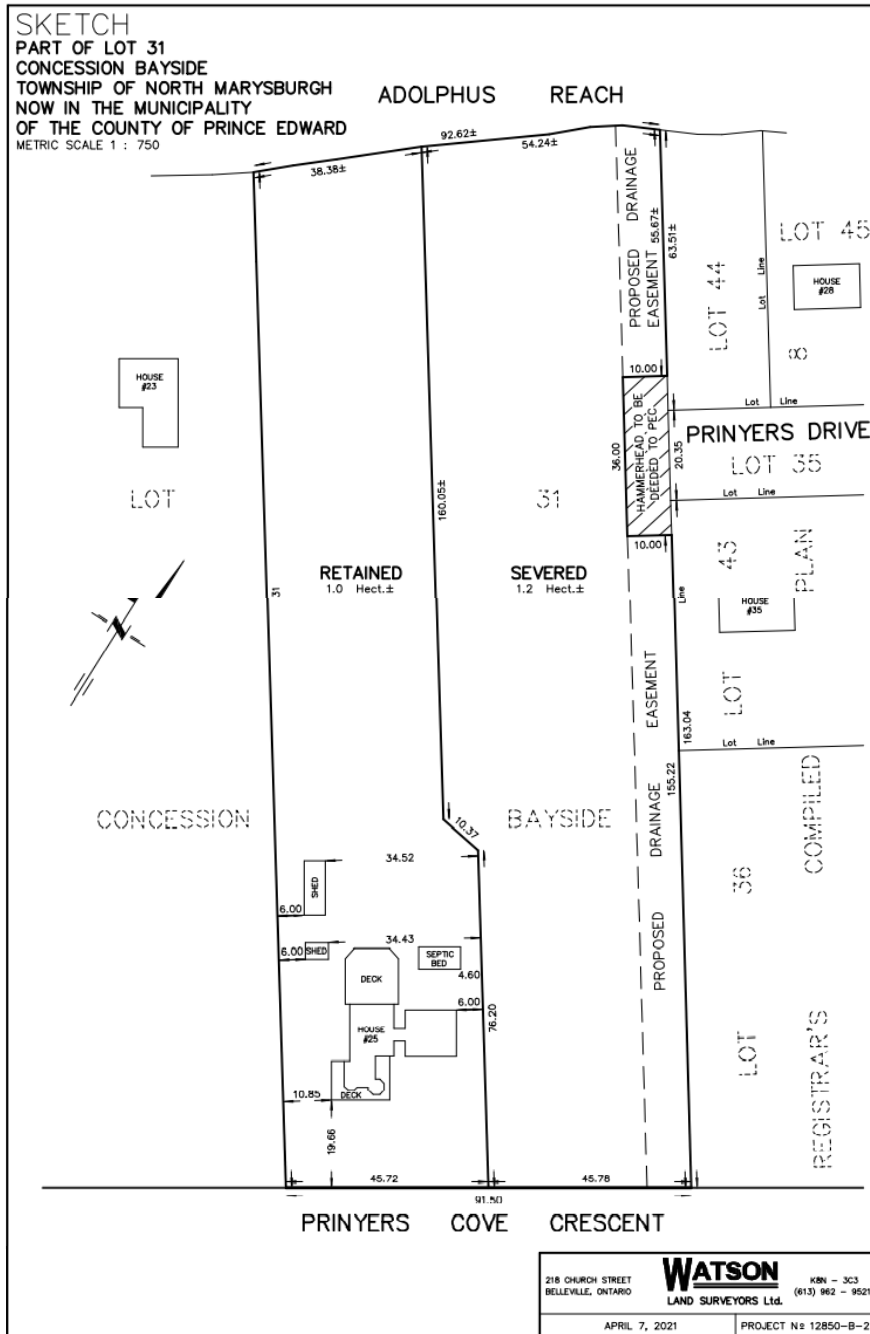 SKETCH
PART OF LOT 31
CONCESSION BAYSIDE
TOWNSHIP OF NORTH MARYSBURGH
NOW IN THE MUNICIPALITY
OF THE COUNTY OF PRINCE EDWARD
METRIC SCALE 1 : 750
ADOLPHUS REACH
92.62±
38.38±
54.24±
PROPOSED DRAINAGE
EASEMENT
55.67±
63.51±
LOT 44
Lot Line
LOT 45
HOUSE
#28
8
HOUSE
#23
10.00
Lot Line
HAMMERHEAD TO BE
DEEDED TO PEC
36.00
20.35
PRINYERS DRIVE
LOT 35
Lot Line
LOT
160.05±
31
10.00
RETAINED
1.0 Hect.±
SEVERED
1.2 Hect.±
31
Line
LOT 43
PLAN
HOUSE
#35
N
163.04
Lot Line
155.22
PROPOSED DRAINAGE EASEMENT
CONCESSION
BAYSIDE
COMPILED
10.37
34.52
SHED
6.00
LOT 36
34.43
6.00
SHED
SEPTIC
BED
DECK
4.60
6.00
76.20
HOUSE
#25
10.85
DECK
19.66
REGISTRAR'S
45.72
45.78
91.50
PRINYERS COVE CRESCENT
218 CHURCH STREET
BELLEVILLE, ONTARIO
WATSON
LAND SURVEYORS Ltd.
K8N - 3C3
(613) 962 - 9521
APRIL 7, 2021
PROJECT Nº 12850-B-2